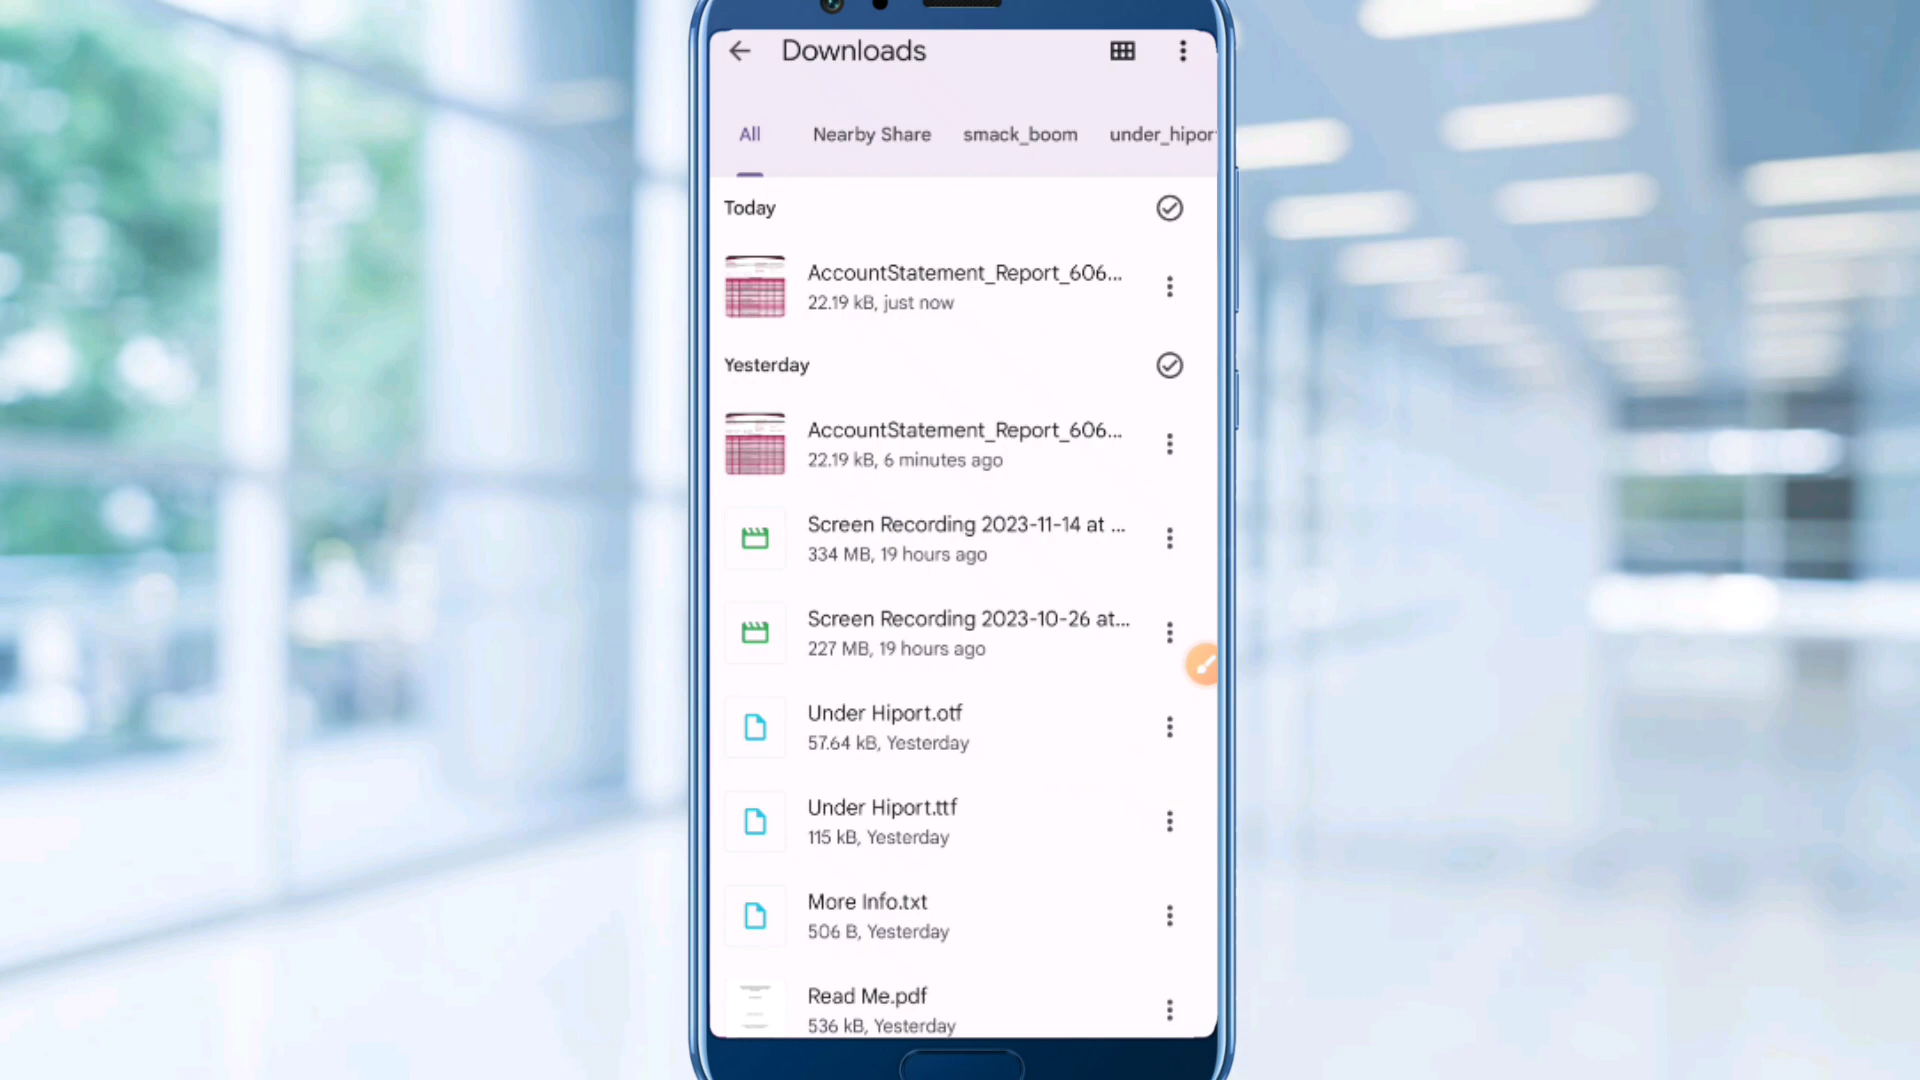 Downloads
All Nearby Share smack_boom under_hipor
Today
AccountStatement_Report_606...
22.19 kB, just now
Yesterday
AccountStatement_Report_606...
22.19 kB, 6 minutes ago
Screen Recording 2023-11-14 at ...
334 MB, 19 hours ago
Screen Recording 2023-10-26 at...
227 MB, 19 hours ago
Under Hiport.otf
57.64 kB, Yesterday
Under Hiport.ttf
115 kB, Yesterday
More Info.txt
506 B, Yesterday
Read Me.pdf
536 kB, Yesterday